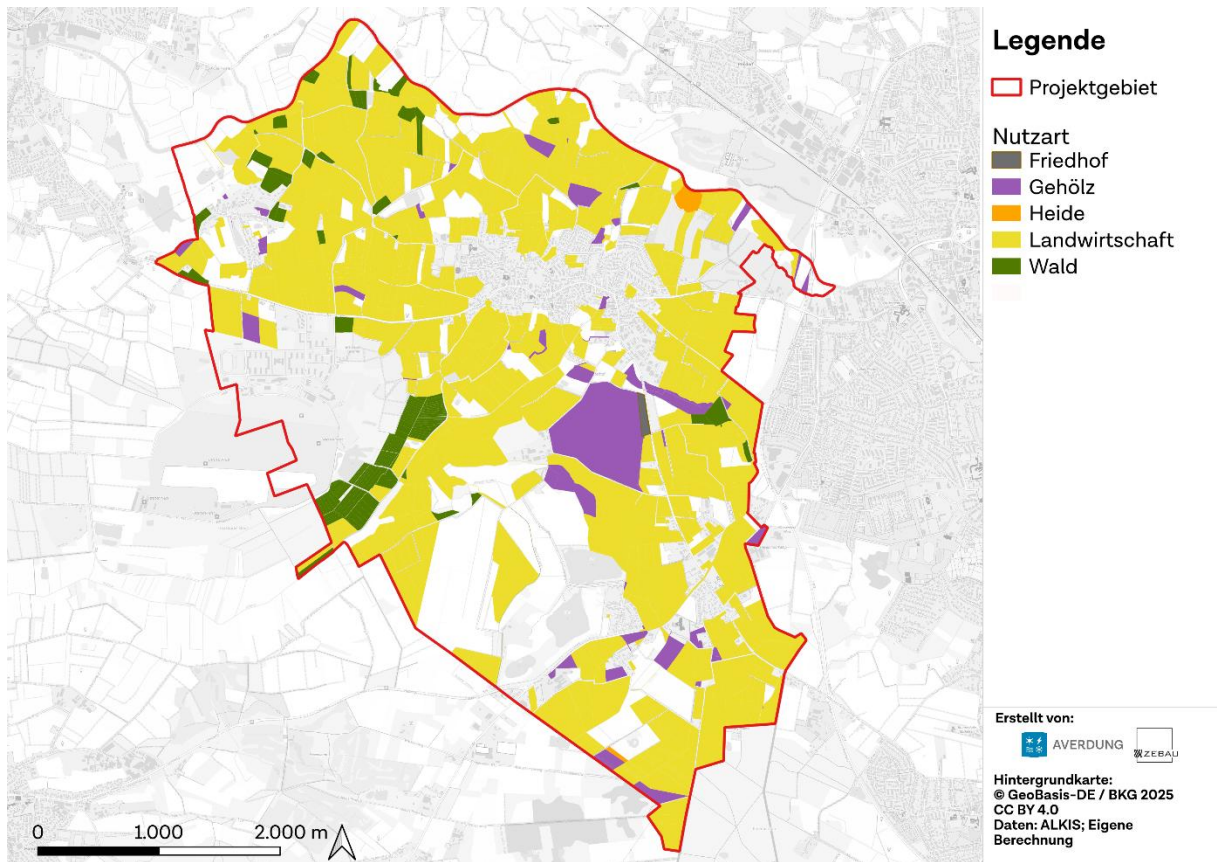 Legende
Projektgebiet
Nutzart
Friedhof
Gehölz
Heide
Landwirtschaft
Wald
Erstellt von:
AVERDUNG
ZEBAU
Hintergrundkarte:
© GeoBasis-DE / BKG 2025
CC BY 4.0
Daten: ALKIS; Eigene
Berechnung
0 1.000 2.000 m